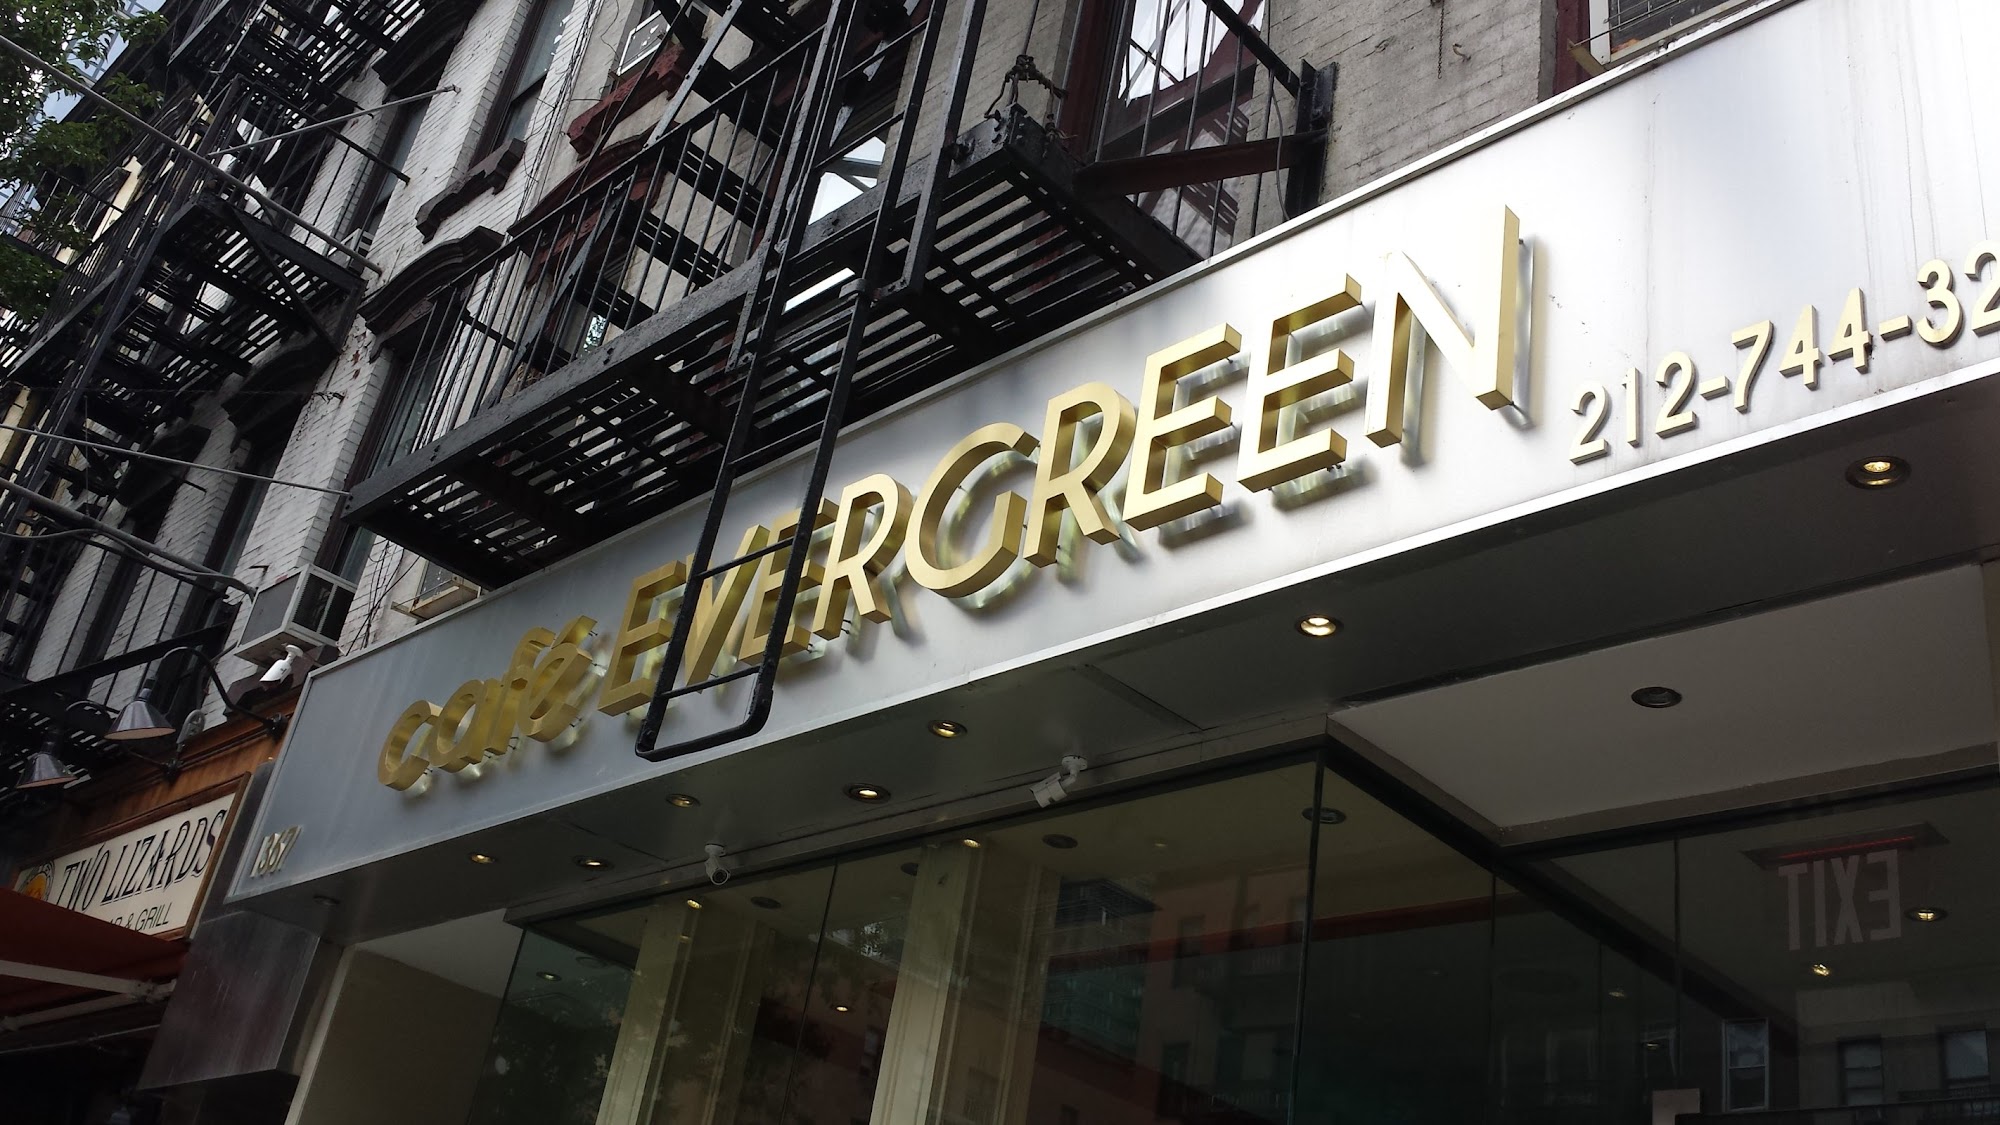 café EVERGREEN
212-744-32
1367
TWO LIZARDS
& GRILL
EXIT